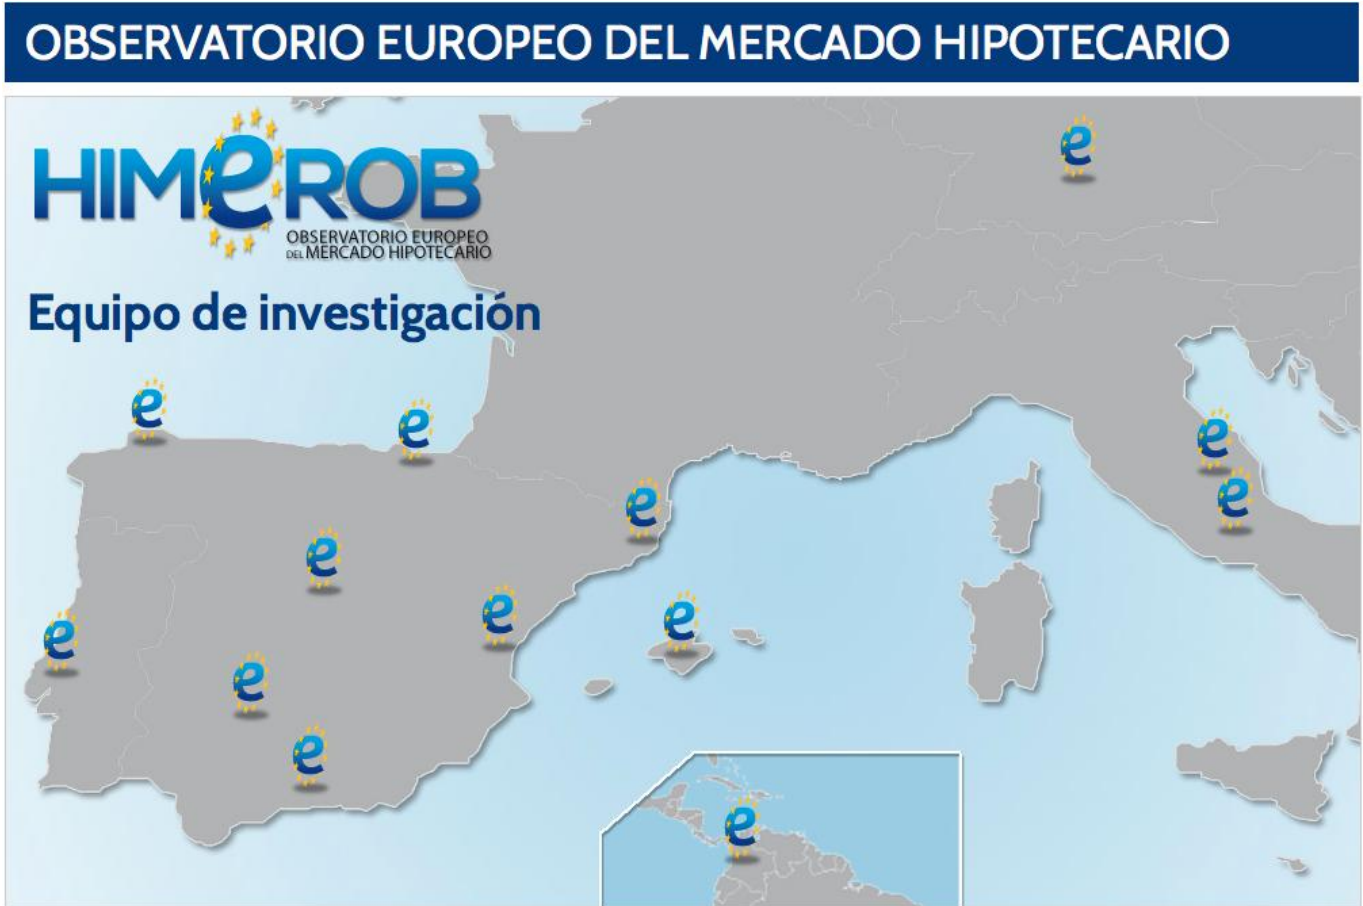 OBSERVATORIO EUROPEO DEL MERCADO HIPOTECARIO
HIMEROB
OBSERVATORIO EUROPEO
DEL MERCADO HIPOTECARIO
Equipo de investigación
e
e
e
e
e
e
e
e
e
e
e
e
e